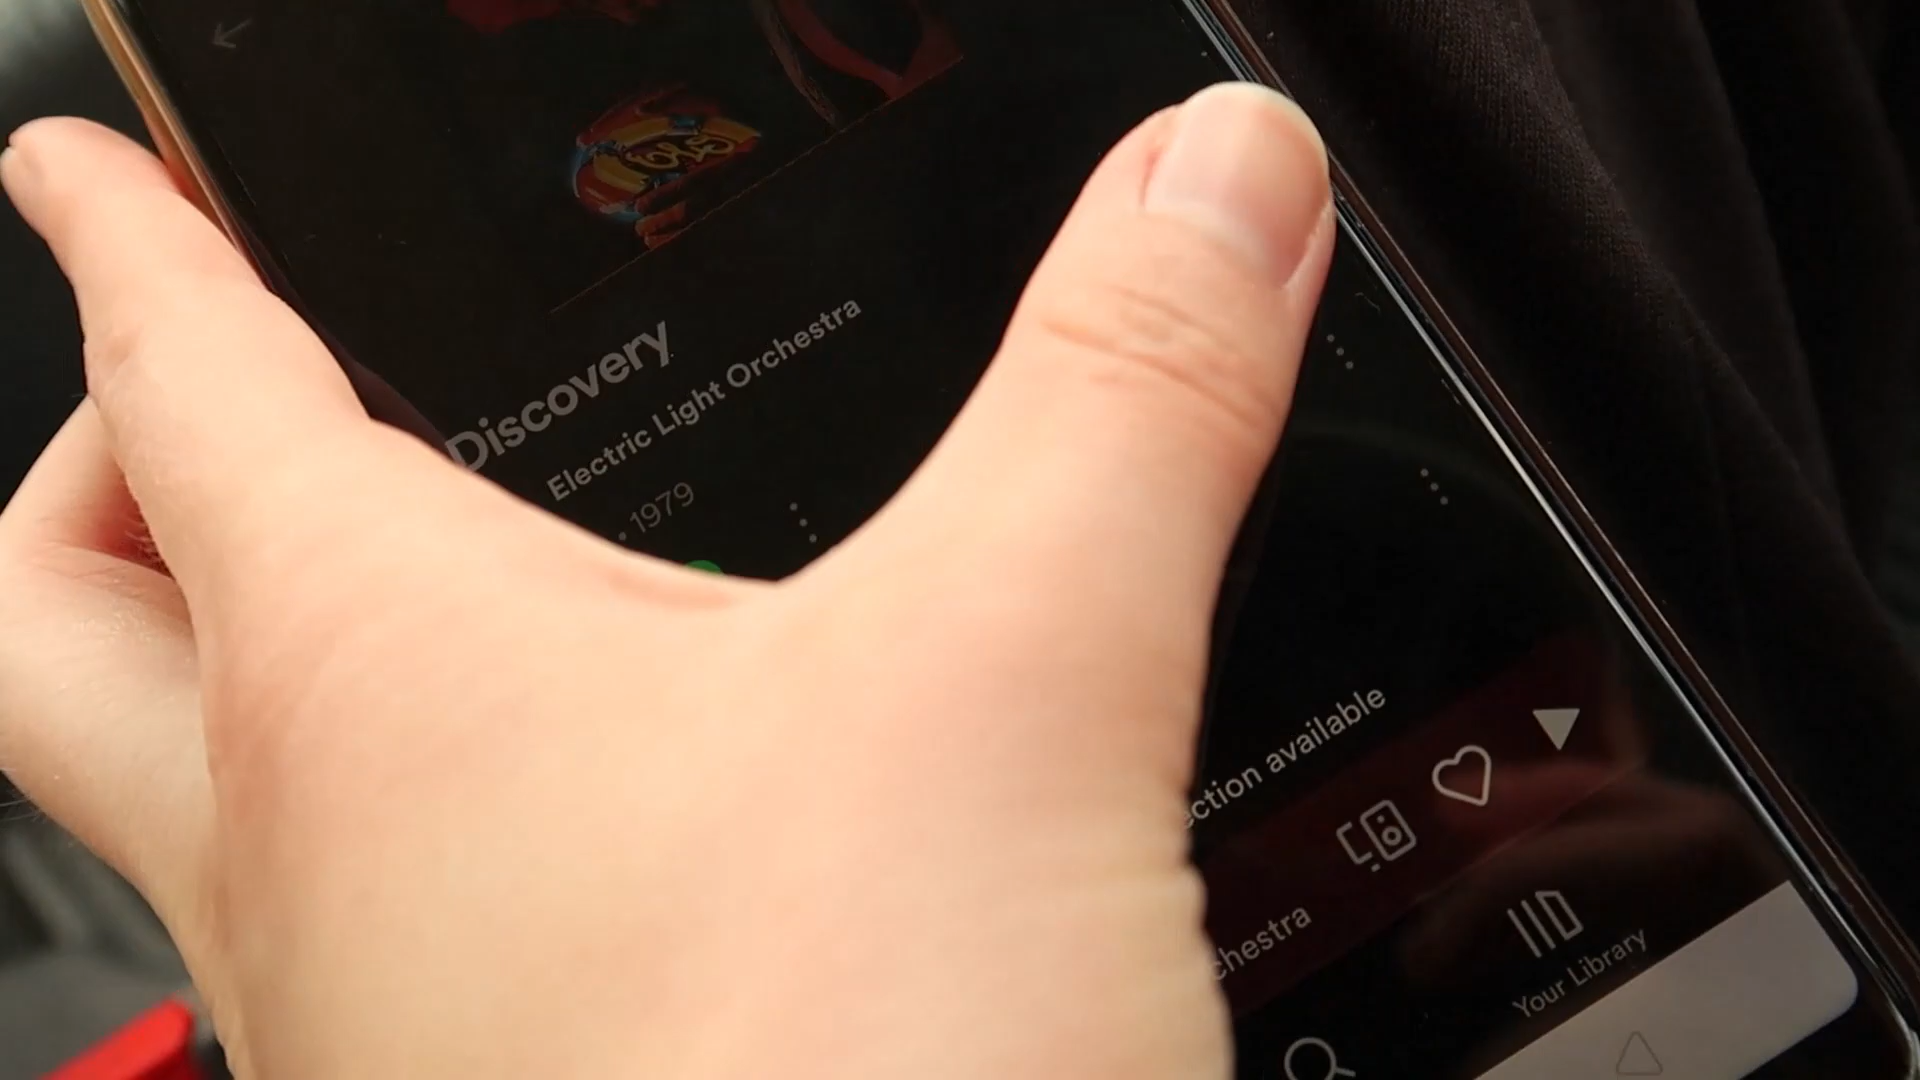 Discovery
Electric Light Orchestra
1979
ection available
chestra
Your Library